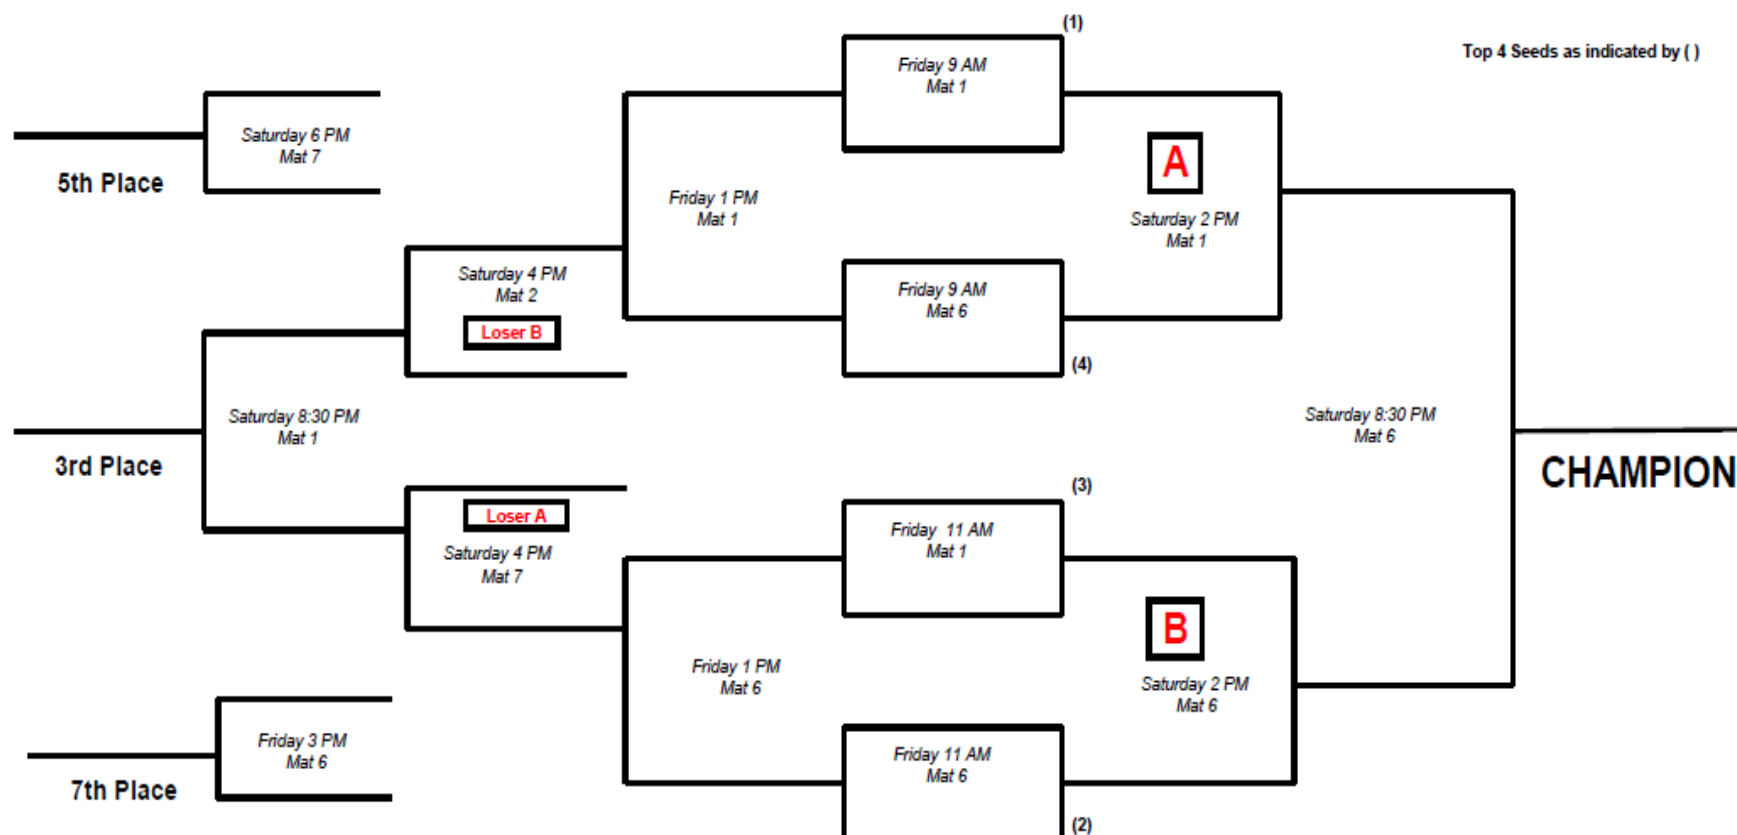 (1)
Top 4 Seeds as indicated by ( )
Friday 9 AM
Mat 1
Saturday 6 PM
Mat 7
5th Place
A
Friday 1 PM
Mat 1
Saturday 2 PM
Mat 1
Saturday 4 PM
Mat 2
Loser B
Friday 9 AM
Mat 6
(4)
Saturday 8:30 PM
Mat 1
3rd Place
Saturday 8:30 PM
Mat 6
CHAMPION
(3)
Loser A
Saturday 4 PM
Mat 7
Friday 11 AM
Mat 1
B
Friday 1 PM
Mat 6
Saturday 2 PM
Mat 6
Friday 3 PM
Mat 6
7th Place
Friday 11 AM
Mat 6
(2)